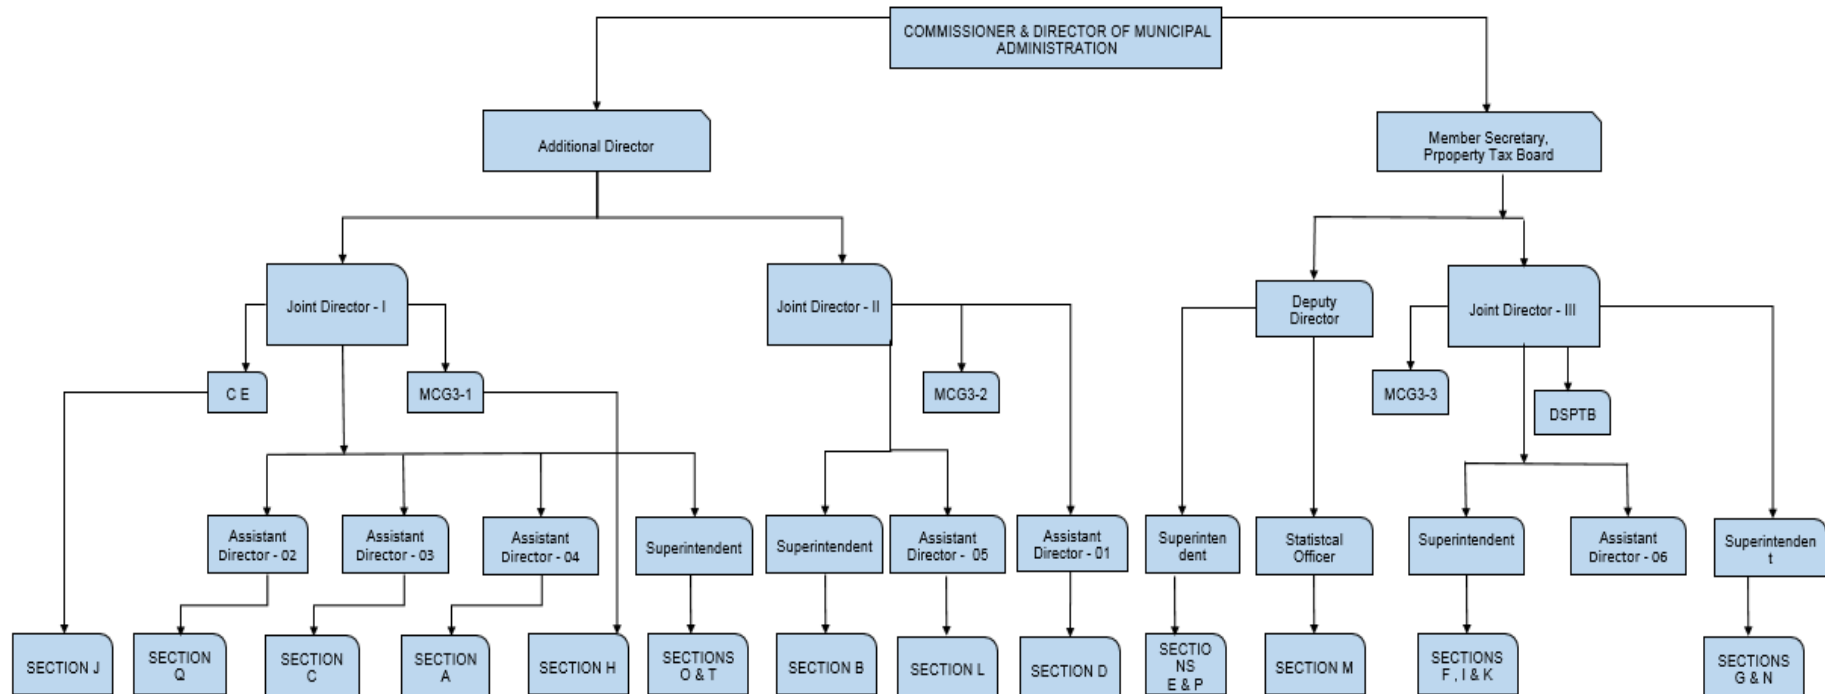 COMMISSIONER & DIRECTOR OF MUNICIPAL
ADMINISTRATION
Additional Director
Member Secretary,
Prpoperty Tax Board
Joint Director - I
Joint Director - II
Deputy
Director
Joint Director - III
C E
MCG3-1
MCG3-2
MCG3-3
DSPTB
Assistant
Director - 02
Assistant
Director - 03
Assistant
Director - 04
Superintendent
Superintendent
Assistant
Director - 05
Assistant
Director - 01
Superinten
dent
Statistcal
Officer
Superintendent
Assistant
Director - 06
Superintenden
t
SECTION J
SECTION
Q
SECTION
C
SECTION
A
SECTION H
SECTIONS
O & T
SECTION B
SECTION L
SECTION D
SECTIO
NS
E & P
SECTION M
SECTIONS
F , I & K
SECTIONS
G & N